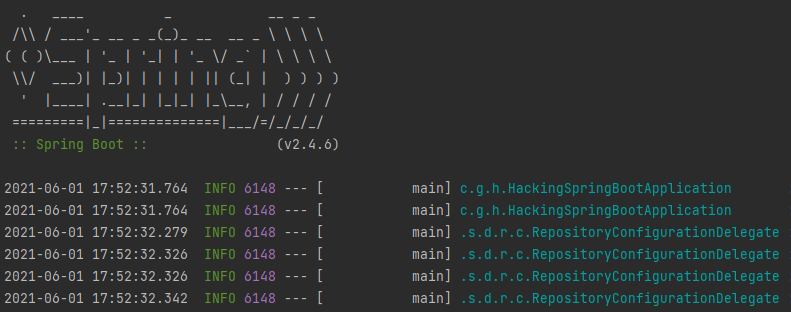 .   ____          _            __ _ _
 /\\ / ___'_ __ _ _(_)_ __  __ _ \ \ \ \
( ( )\___ | '_ | '_| | '_ \/ _` | \ \ \ \
 \\/  ___)| |_)| | | | | || (_| |  ) ) ) )
  '  |____| .__|_| |_|_| |_\__, | / / / /
 =========|_|==============|___/=/_/_/_/
 :: Spring Boot ::                (v2.4.6)
2021-06-01 17:52:31.764  INFO 6148 --- [           main] c.g.h.HackingSpringBootApplication
2021-06-01 17:52:31.764  INFO 6148 --- [           main] c.g.h.HackingSpringBootApplication
2021-06-01 17:52:32.279  INFO 6148 --- [           main] .s.d.r.c.RepositoryConfigurationDelegate
2021-06-01 17:52:32.326  INFO 6148 --- [           main] .s.d.r.c.RepositoryConfigurationDelegate
2021-06-01 17:52:32.326  INFO 6148 --- [           main] .s.d.r.c.RepositoryConfigurationDelegate
2021-06-01 17:52:32.342  INFO 6148 --- [           main] .s.d.r.c.RepositoryConfigurationDelegate